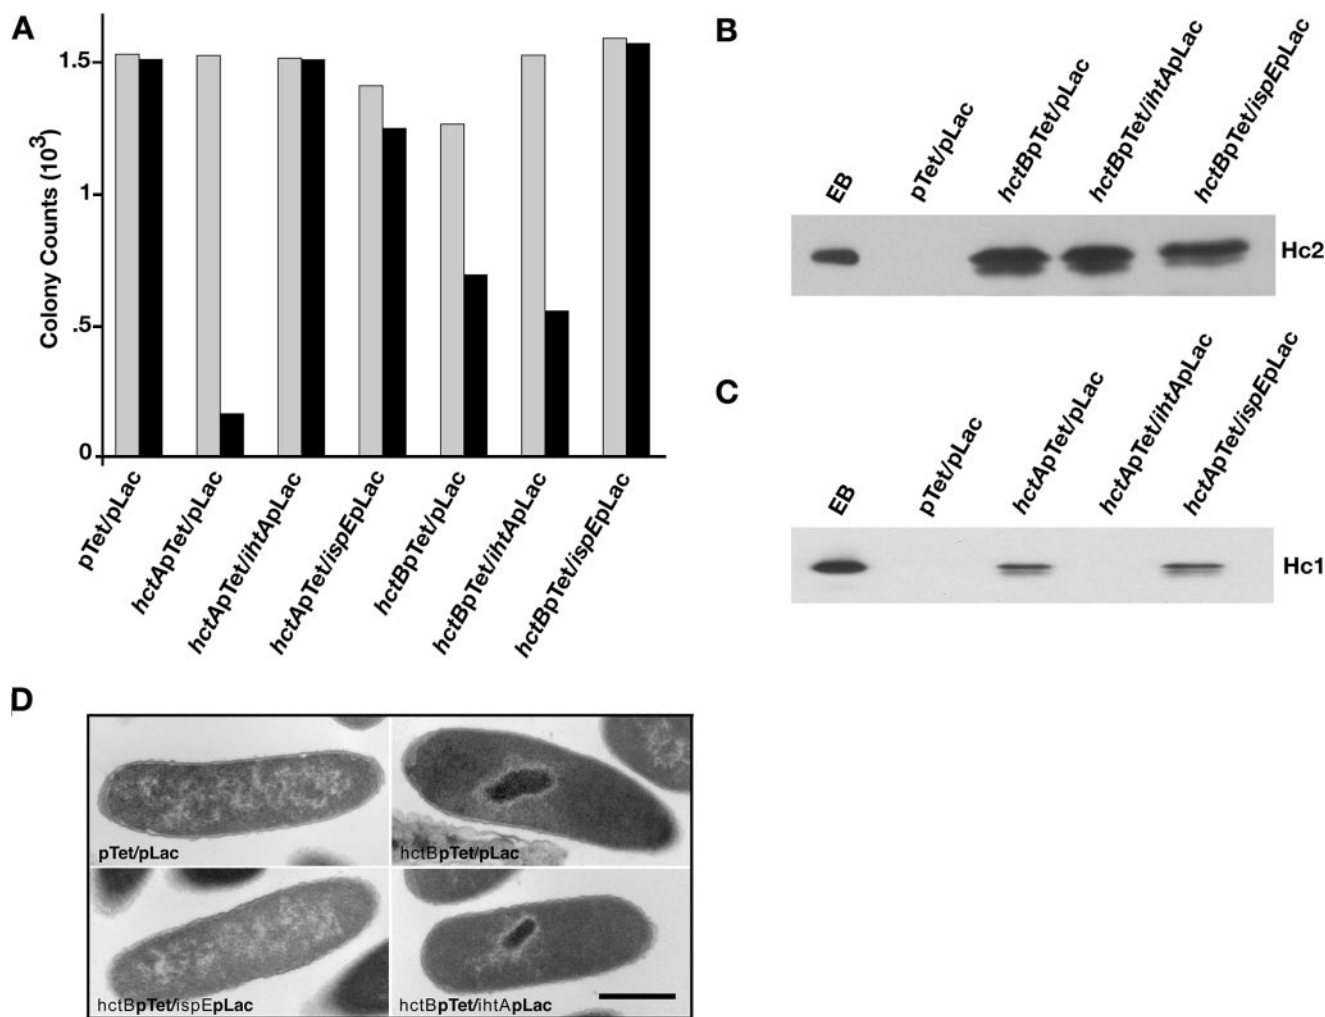 A
Colony Counts (10³)
1.5
1
.5
0
pTet/pLac
hctApTet/pLac
hctApTet/ihtApLac
hctApTet/ispEpLac
hctBpTet/pLac
hctBpTet/ihtApLac
hctBpTet/ispEpLac
B
EB
pTet/pLac
hctBpTet/pLac
hctBpTet/ihtApLac
hctBpTet/ispEpLac
Hc2
C
EB
pTet/pLac
hctApTet/pLac
hctApTet/ihtApLac
hctApTet/ispEpLac
Hc1
D
pTet/pLac
hctBpTet/pLac
hctBpTet/ispEpLac
hctBpTet/ihtApLac